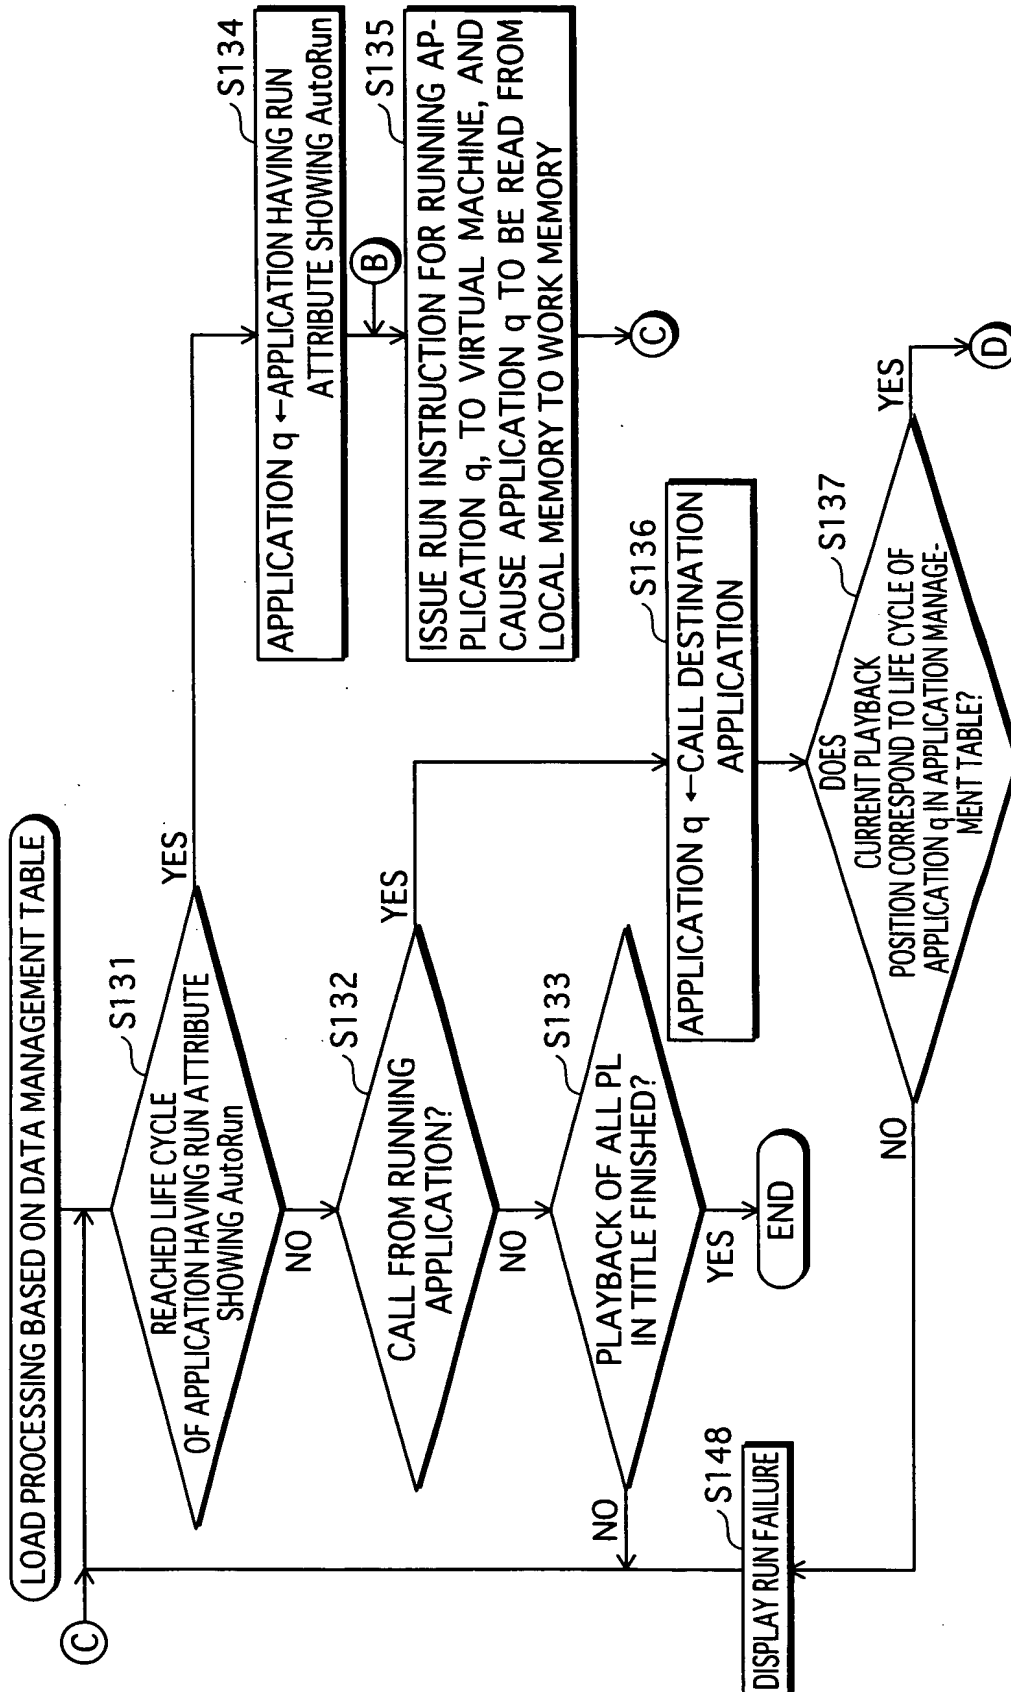 LOAD PROCESSING BASED ON DATA MANAGEMENT TABLE
C
S131
REACHED LIFE CYCLE
OF APPLICATION HAVING RUN ATTRIBUTE
SHOWING AutoRun
YES
NO
S134
APPLICATION q ←APPLICATION HAVING RUN
ATTRIBUTE SHOWING AutoRun
B
S135
ISSUE RUN INSTRUCTION FOR RUNNING AP-
PLICATION q, TO VIRTUAL MACHINE, AND
CAUSE APPLICATION q TO BE READ FROM
LOCAL MEMORY TO WORK MEMORY
C
S132
CALL FROM RUNNING
APPLICATION?
YES
NO
S133
PLAYBACK OF ALL PL
IN TITLE FINISHED?
NO
YES
END
S136
APPLICATION q ←CALL DESTINATION
APPLICATION
S137
DOES
CURRENT PLAYBACK
POSITION CORRESPOND TO LIFE CYCLE OF
APPLICATION q IN APPLICATION MANAGE-
MENT TABLE?
YES
D
NO
S148
DISPLAY RUN FAILURE